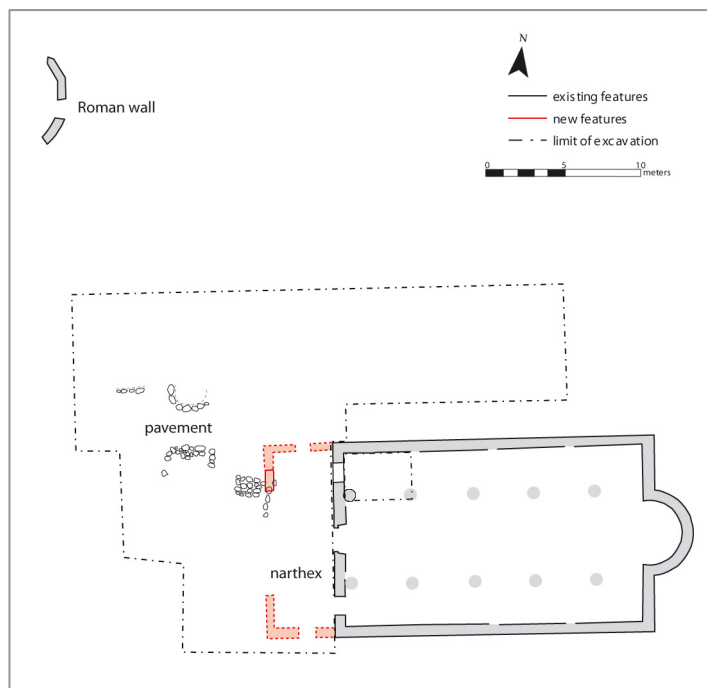 N
Roman wall
existing features
new features
limit of excavation
0 5 10
meters
pavement
narthex